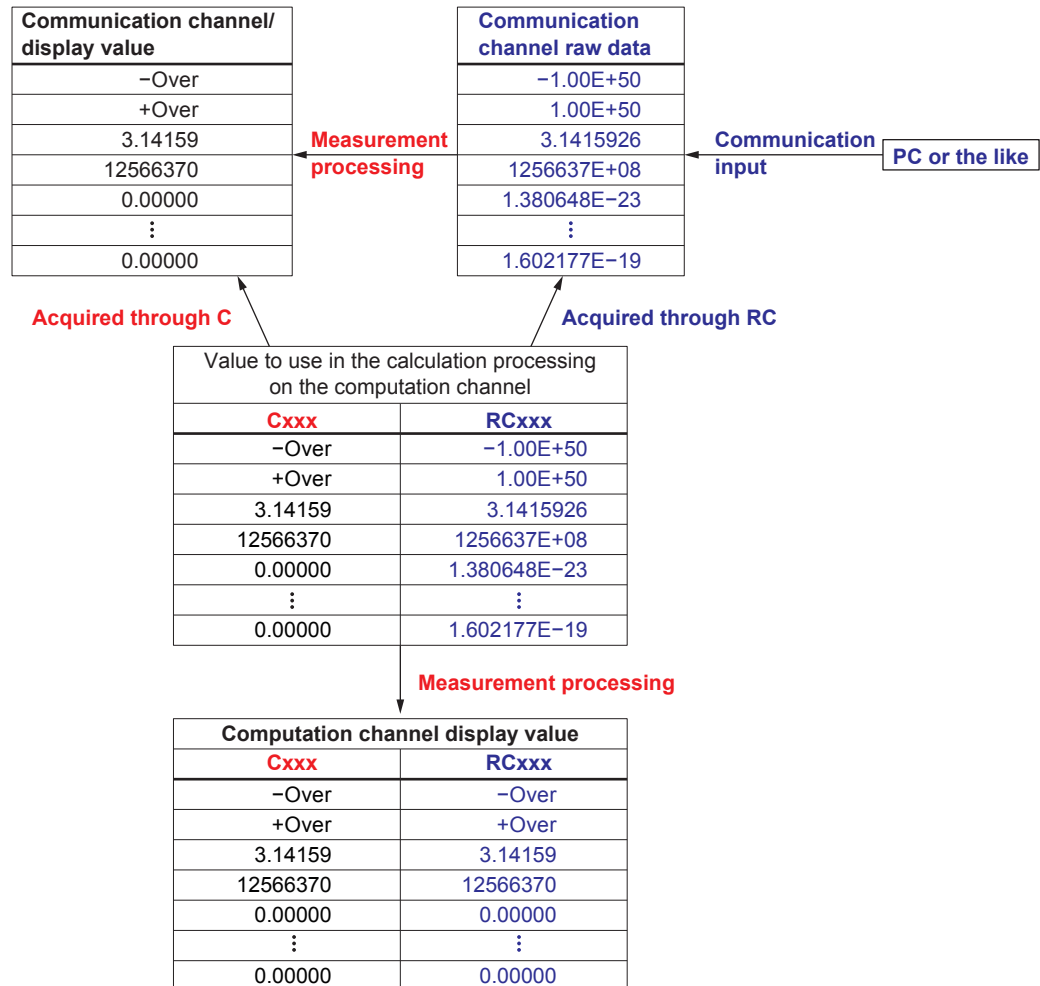 Communication channel/
display value
−Over
+Over
3.14159
12566370
0.00000
⋮
0.00000
Measurement
processing
Communication
channel raw data
−1.00E+50
1.00E+50
3.1415926
1256637E+08
1.380648E−23
⋮
1.602177E−19
Communication
input
PC or the like
Acquired through C
Acquired through RC
Value to use in the calculation processing
on the computation channel
Cxxx RCxxx
−Over −1.00E+50
+Over 1.00E+50
3.14159 3.1415926
12566370 1256637E+08
0.00000 1.380648E−23
⋮ ⋮
0.00000 1.602177E−19
Measurement processing
Computation channel display value
Cxxx RCxxx
−Over −Over
+Over +Over
3.14159 3.14159
12566370 12566370
0.00000 0.00000
⋮ ⋮
0.00000 0.00000